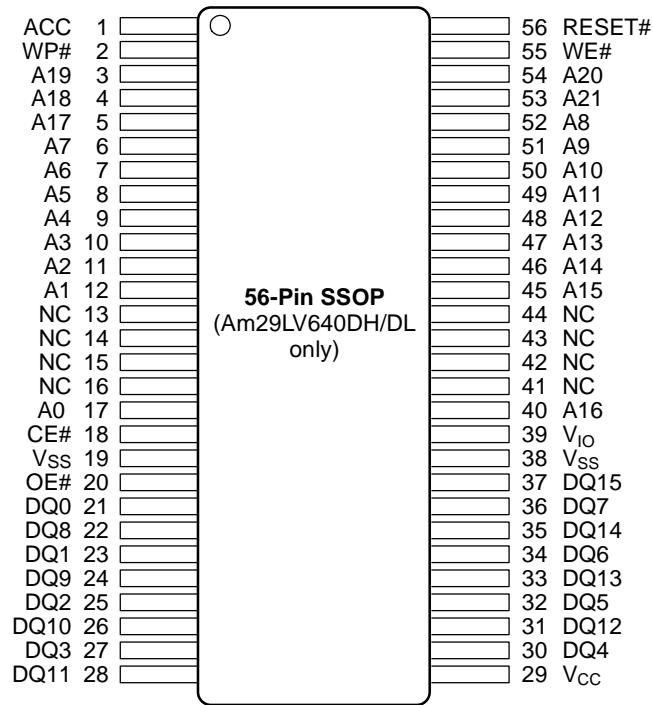 ACC 1 56 RESET#
WP# 2 55 WE#
A19 3 54 A20
A18 4 53 A21
A17 5 52 A8
A7 6 51 A9
A6 7 50 A10
A5 8 49 A11
A4 9 48 A12
A3 10 47 A13
A2 11 46 A14
A1 12 45 A15
56-Pin SSOP
(Am29LV640DH/DL
only)
NC 13 44 NC
NC 14 43 NC
NC 15 42 NC
NC 16 41 NC
A0 17 40 A16
CE# 18 39 VIO
VSS 19 38 VSS
OE# 20 37 DQ15
DQ0 21 36 DQ7
DQ8 22 35 DQ14
DQ1 23 34 DQ6
DQ9 24 33 DQ13
DQ2 25 32 DQ5
DQ10 26 31 DQ12
DQ3 27 30 DQ4
DQ11 28 29 VCC